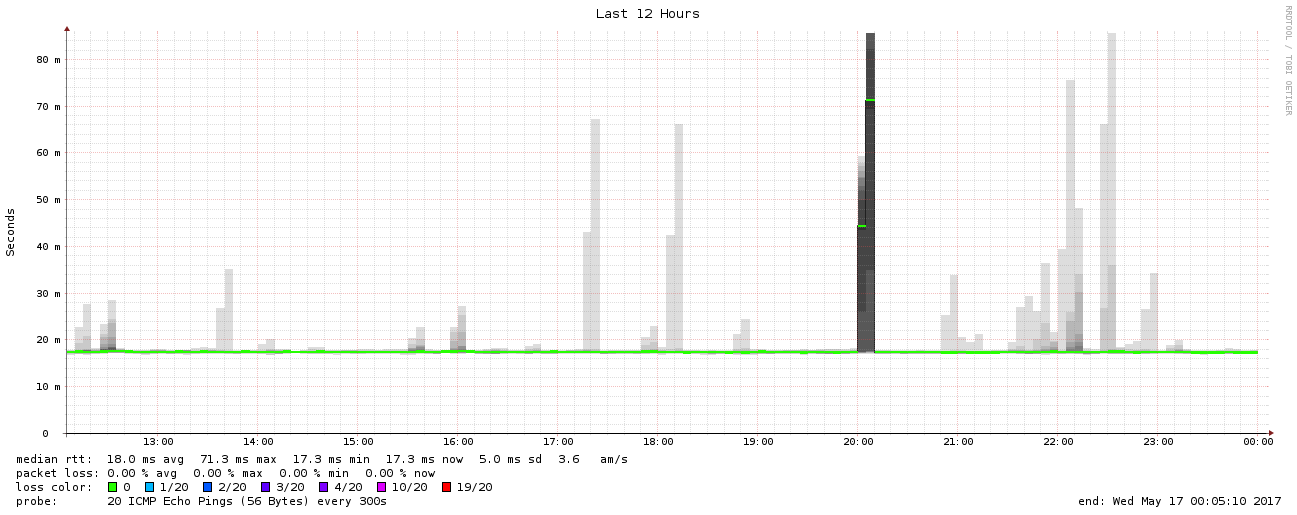 Last 12 Hours
RRDTOOL / TOBI OETIKER
Seconds
80 m
70 m
60 m
50 m
40 m
30 m
20 m
10 m
0
13:00 14:00 15:00 16:00 17:00 18:00 19:00 20:00 21:00 22:00 23:00 00:00
median rtt: 18.0 ms avg 71.3 ms max 17.3 ms min 17.3 ms now 5.0 ms sd 3.6 am/s
packet loss: 0.00 % avg 0.00 % max 0.00 % min 0.00 % now
loss color: 0 1/20 2/20 3/20 4/20 10/20 19/20
probe: 20 ICMP Echo Pings (56 Bytes) every 300s end: Wed May 17 00:05:10 2017